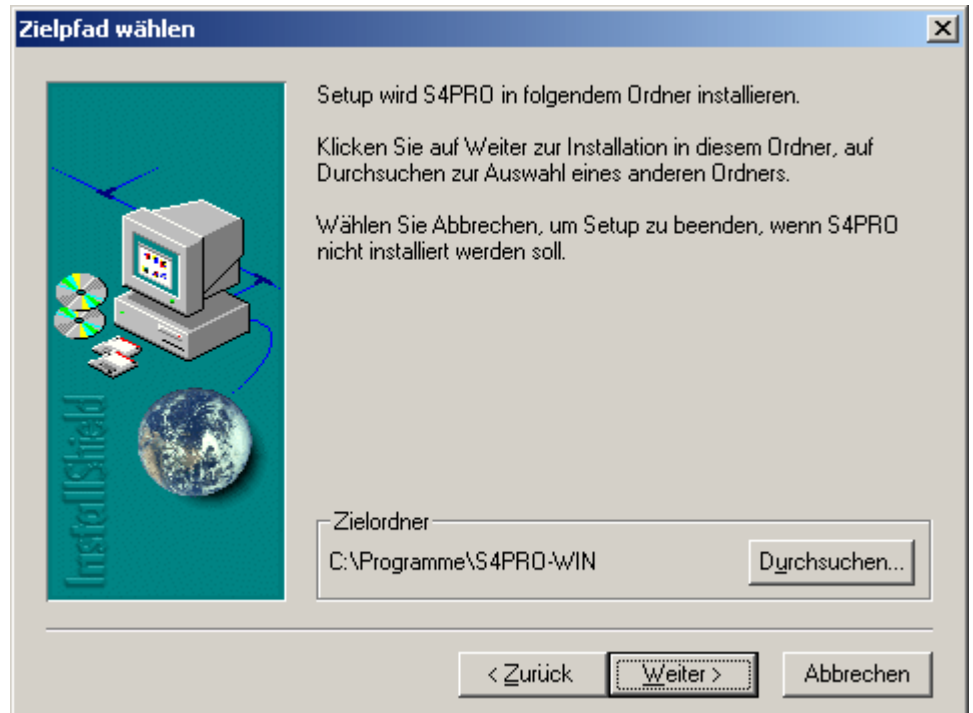 Zielpfad wählen
Setup wird S4PRO in folgendem Ordner installieren.
Klicken Sie auf Weiter zur Installation in diesem Ordner, auf
Durchsuchen zur Auswahl eines anderen Ordners.
Wählen Sie Abbrechen, um Setup zu beenden, wenn S4PRO
nicht installiert werden soll.
InstallShield
Zielordner
C:\Programme\S4PRO-WIN
Durchsuchen...
< Zurück
Weiter >
Abbrechen